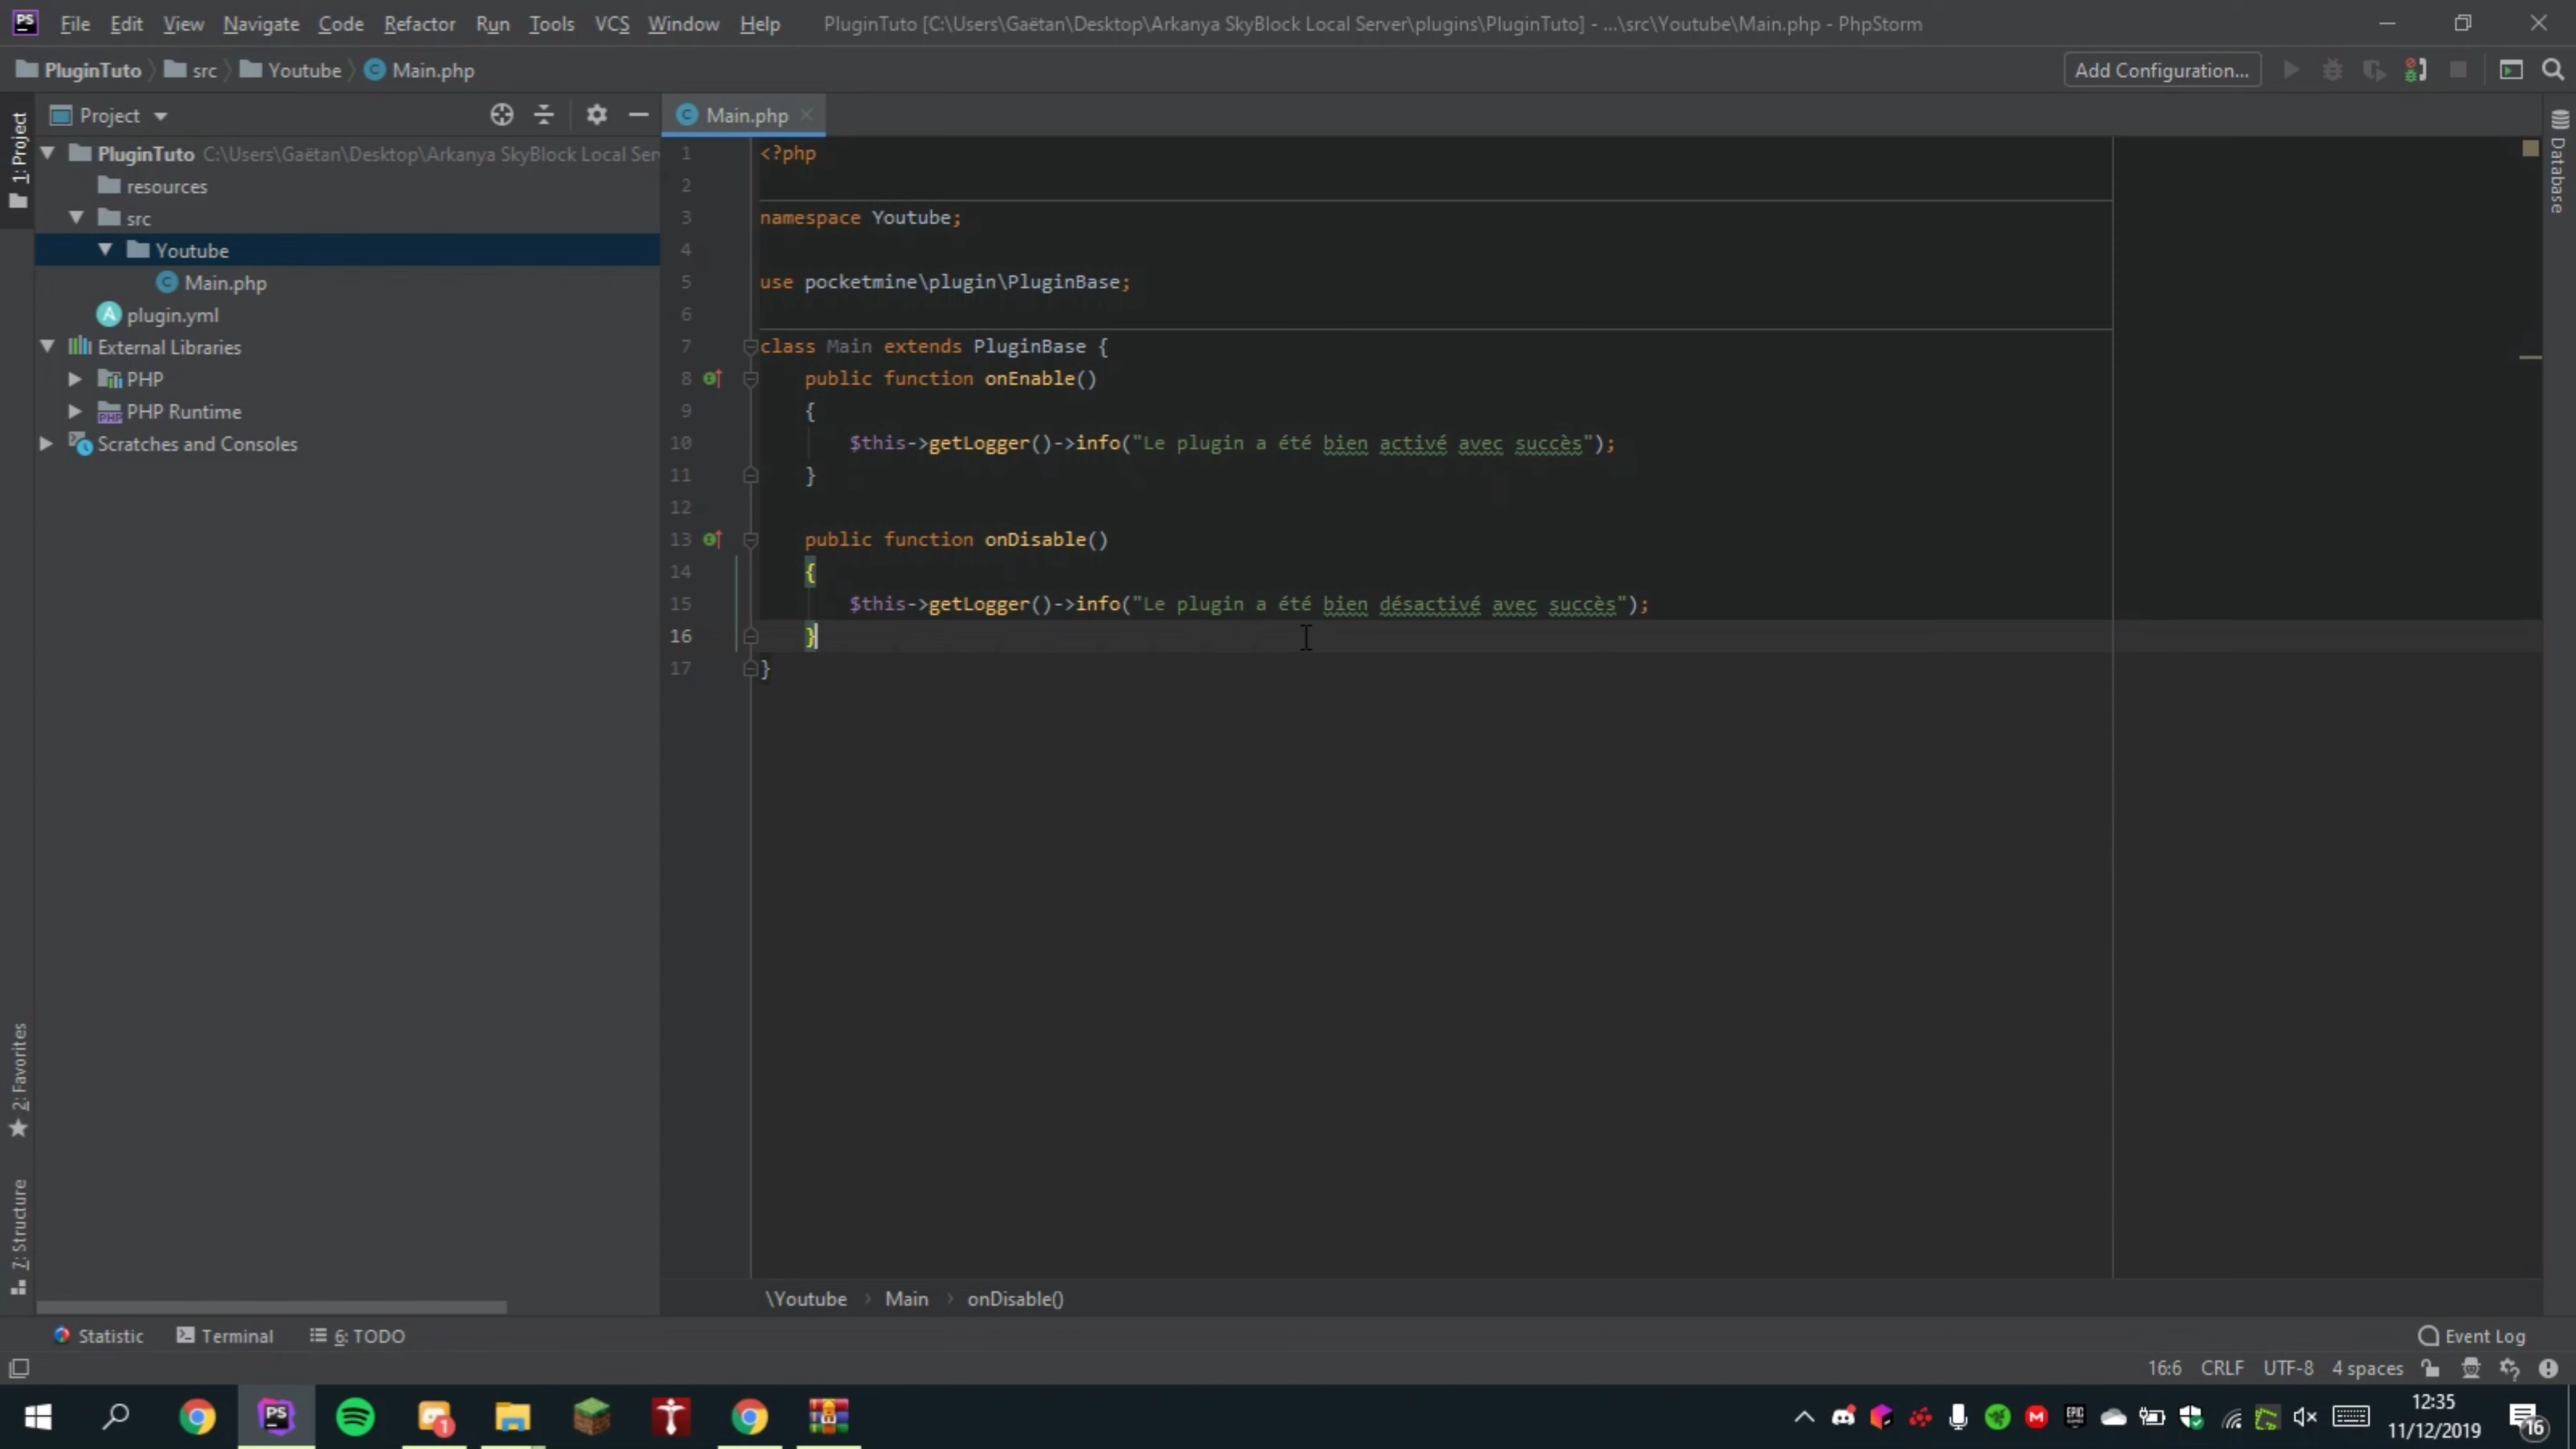 PS File Edit View Navigate Code Refactor Run Tools VCS Window Help PluginTuto [C:\Users\Gaëtan\Desktop\Arkanya SkyBlock Local Server\plugins\PluginTuto] - ...\src\Youtube\Main.php - PhpStorm
PluginTuto src Youtube Main.php Add Configuration...
1: Project
Project
Main.php
Database
PluginTuto C:\Users\Gaëtan\Desktop\Arkanya SkyBlock Local Ser
resources
src
Youtube
Main.php
plugin.yml
External Libraries
PHP
PHP Runtime
Scratches and Consoles
1 <?php
2
3 namespace Youtube;
4
5 use pocketmine\plugin\PluginBase;
6
7 class Main extends PluginBase {
8 public function onEnable()
9 {
10 $this->getLogger()->info("Le plugin a été bien activé avec succès");
11 }
12
13 public function onDisable()
14 {
15 $this->getLogger()->info("Le plugin a été bien désactivé avec succès");
16 }
17 }
2: Favorites
7: Structure
\Youtube Main onDisable()
Statistic Terminal 6: TODO Event Log
16:6 CRLF UTF-8 4 spaces
PS 1 EPIC 12:35
11/12/2019 16